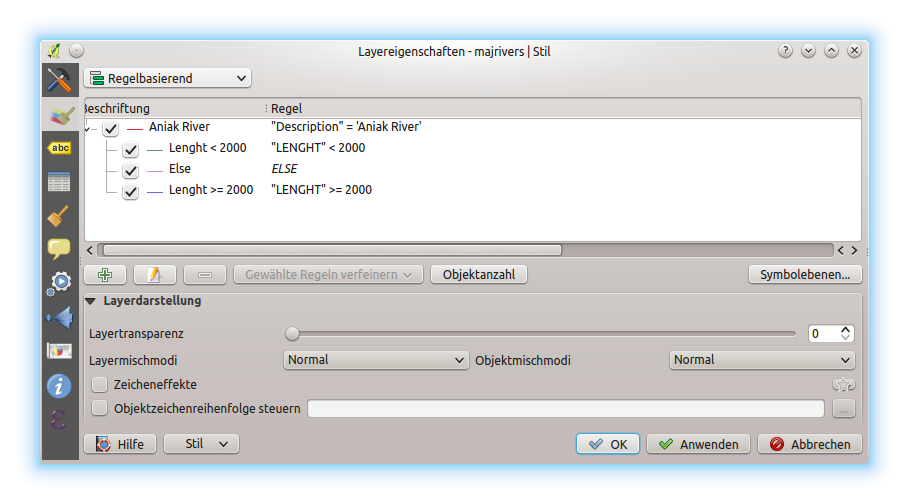 Layereigenschaften - majrivers | Stil
Regelbasierend
Beschriftung Regel
Aniak River "Description" = 'Aniak River'
Lenght < 2000 "LENGHT" < 2000
Else ELSE
Lenght >= 2000 "LENGHT" >= 2000
abc
Gewählte Regeln verfeinern Objektanzahl Symbolebenen...
Layerdarstellung
Layertransparenz 0
Layermischmodi Normal Objektmischmodi Normal
Zeicheneffekte
Objektzeichenreihenfolge steuern ...
Hilfe Stil OK Anwenden Abbrechen